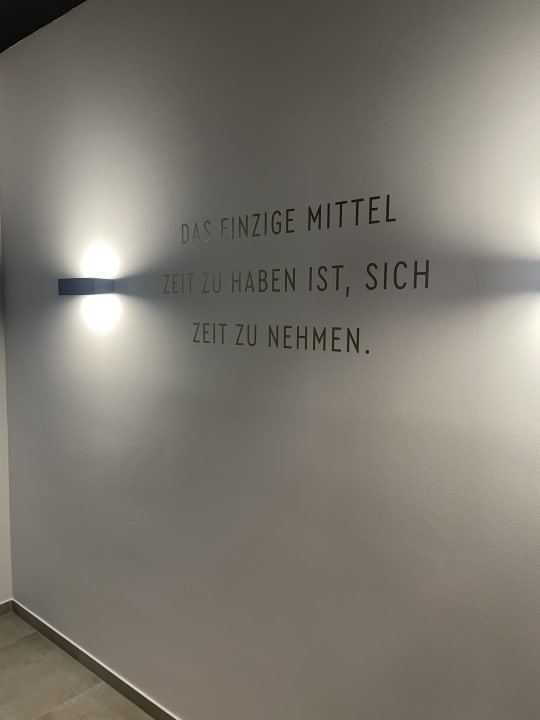 DAS EINZIGE MITTEL
ZEIT ZU HABEN IST, SICH
ZEIT ZU NEHMEN.